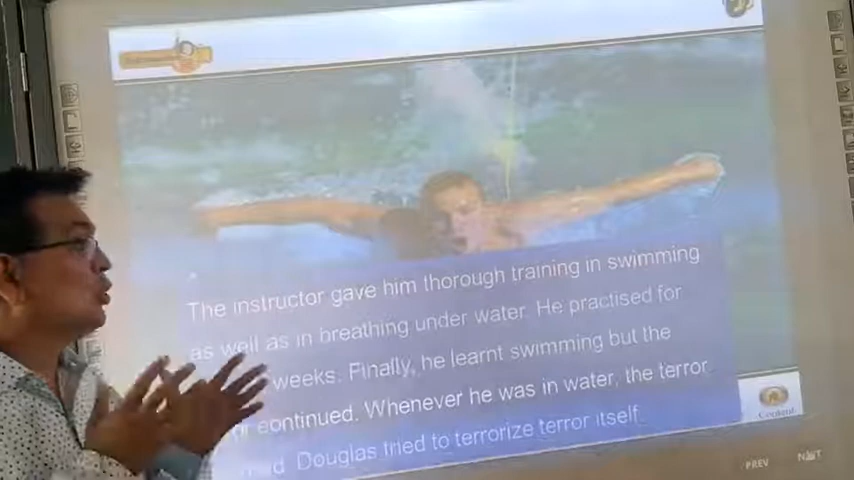 The instructor gave him thorough training in swimming
as well as in breathing under water. He practised for
weeks. Finally, he learnt swimming but the
continued. Whenever he was in water, the terror
Douglas tried to terrorize terror itself.
Content
PREV
NEXT